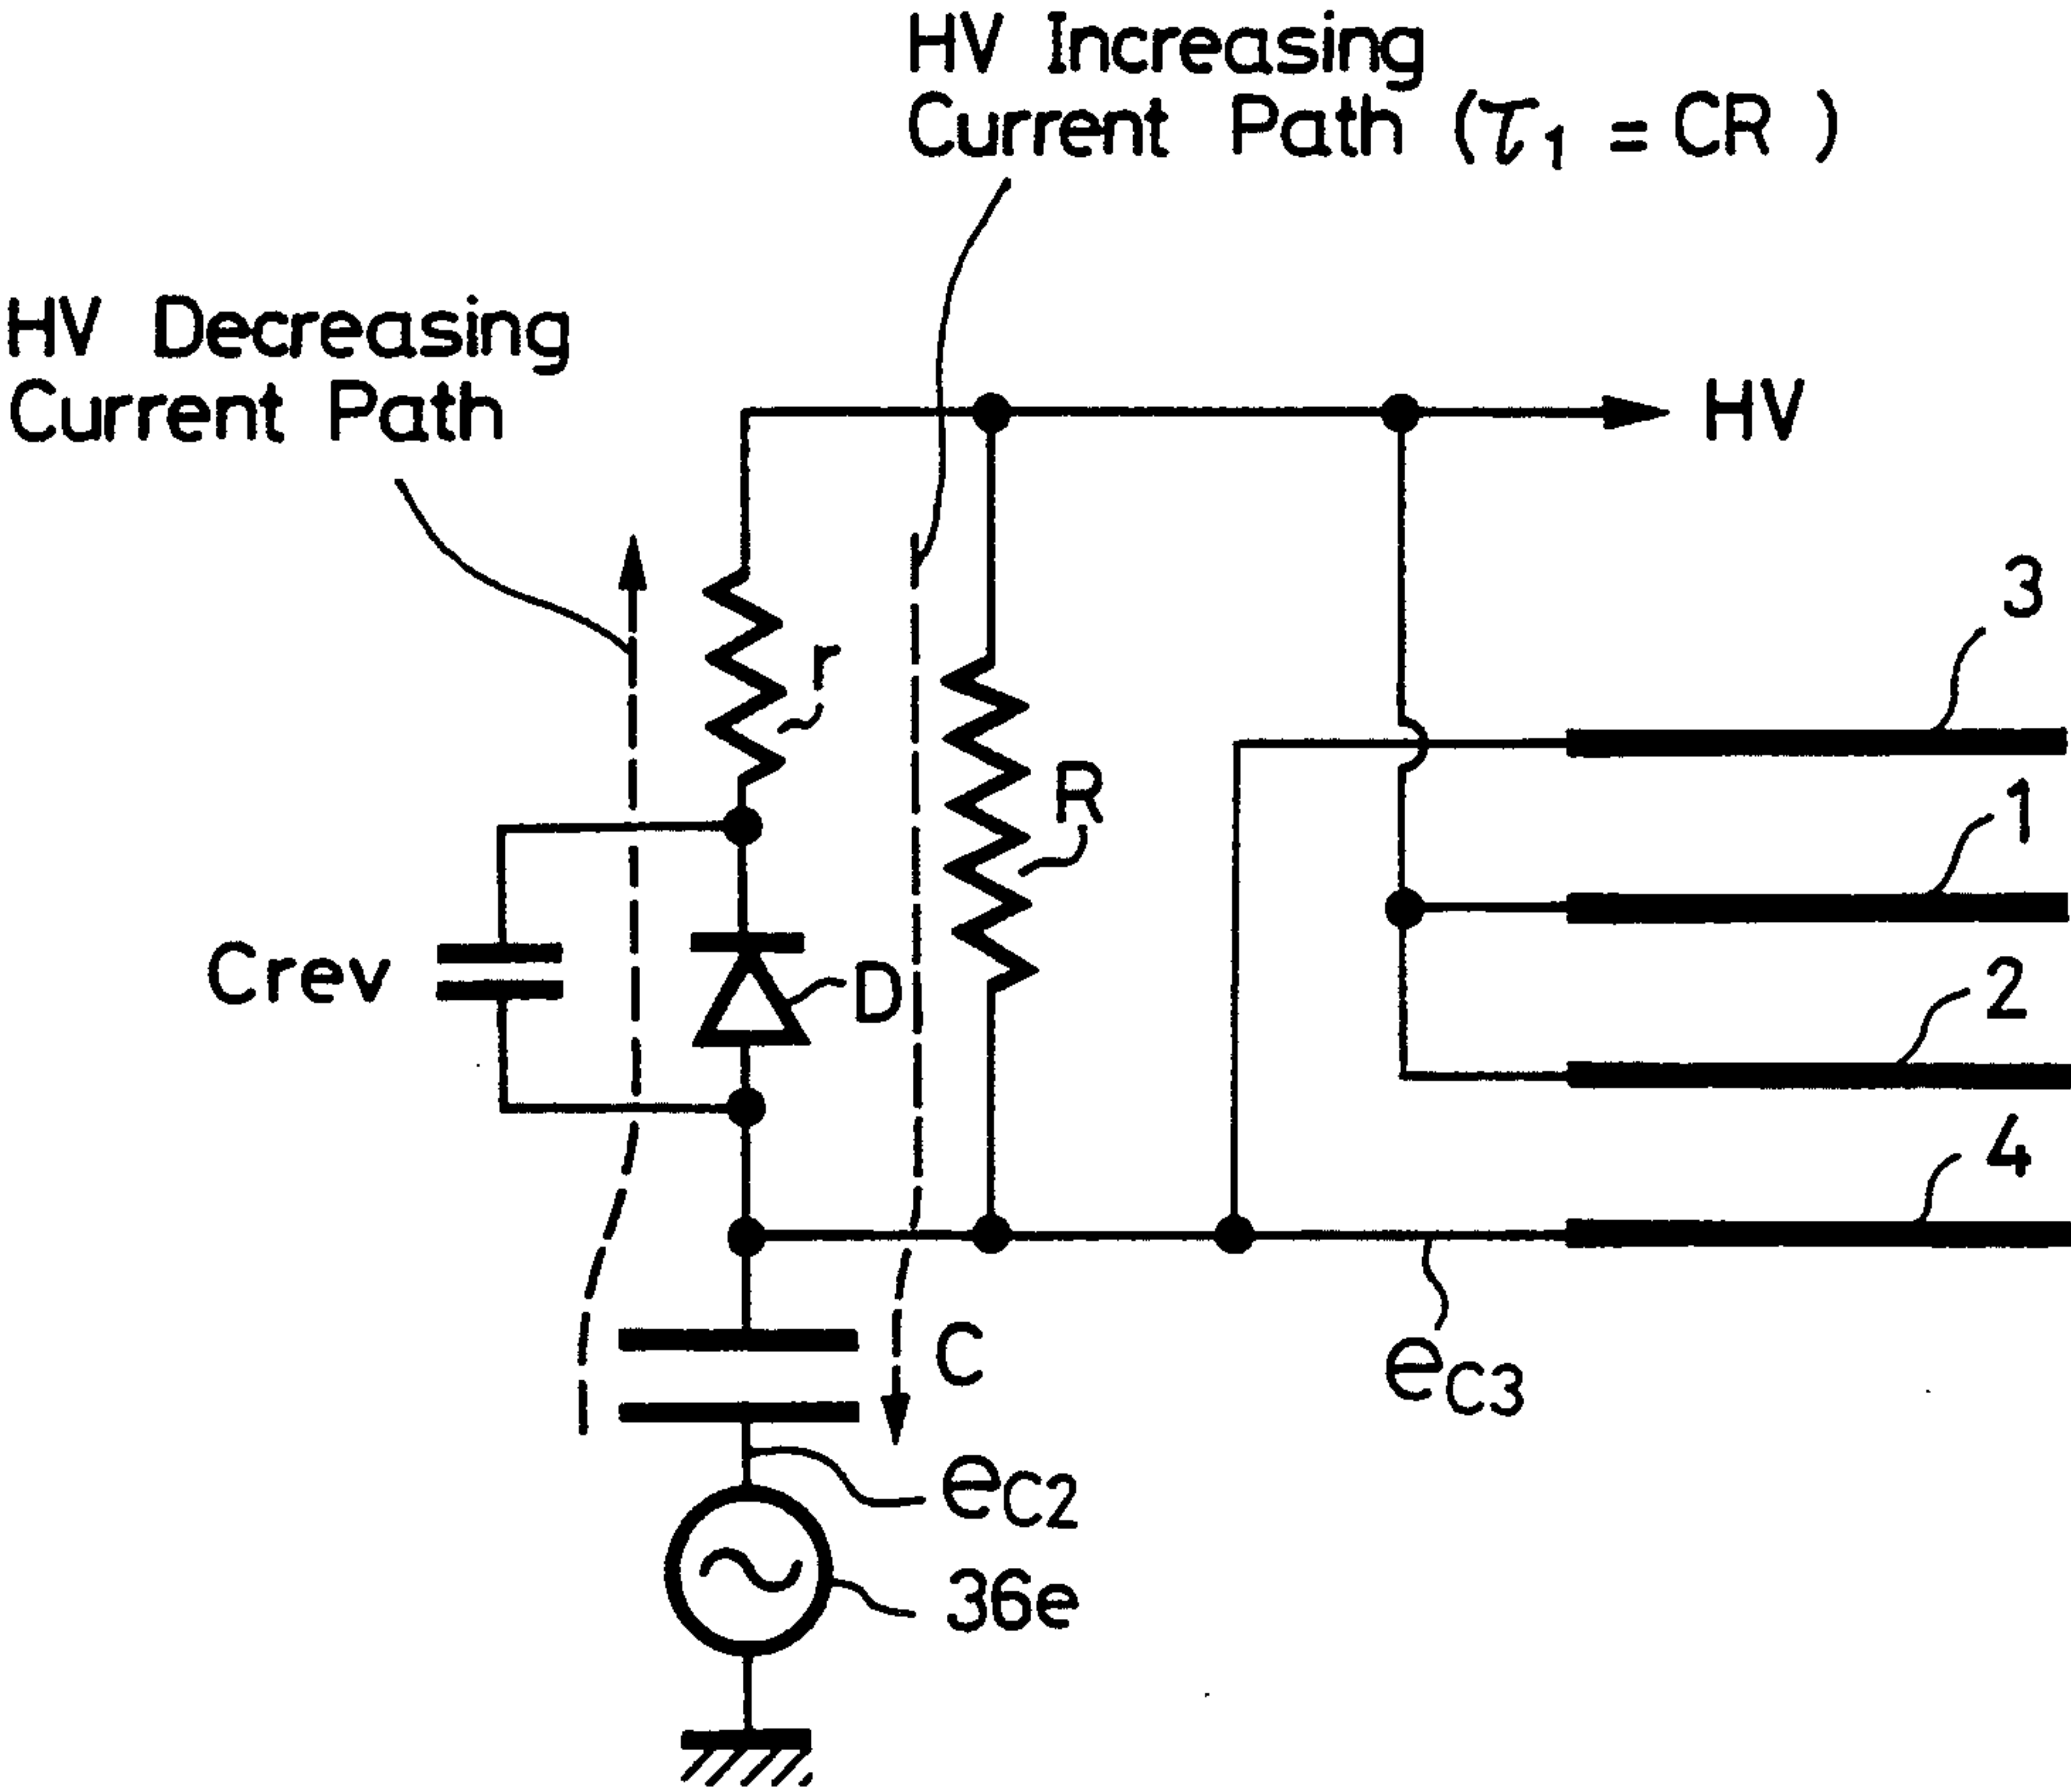 HV Increasing
Current Path (τ1 = CR )
HV Decreasing
Current Path
HV
3
r
R
1
Crev
D
2
4
C
eC3
eC2
36e